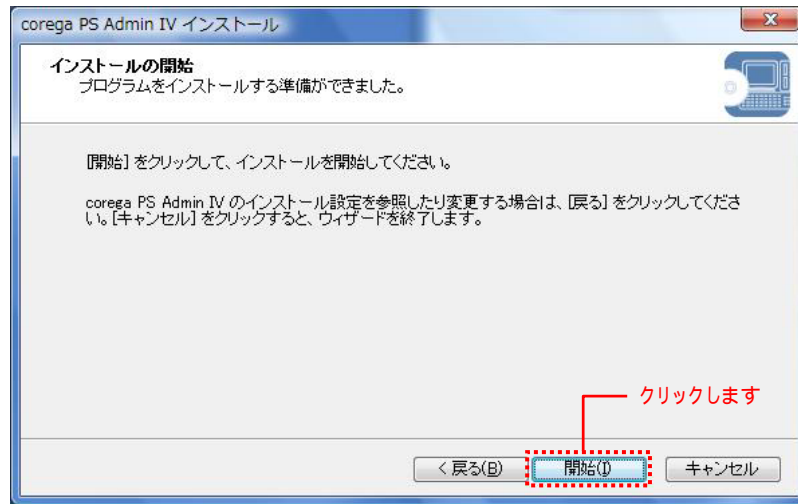 corega PS Admin IV インストール
インストールの開始
プログラムをインストールする準備ができました。
[開始] をクリックして、インストールを開始してください。
corega PS Admin IV のインストール設定を参照したり変更する場合は、[戻る] をクリックしてくださ
い。[キャンセル] をクリックすると、ウィザードを終了します。
クリックします
< 戻る(B)
開始(I)
キャンセル